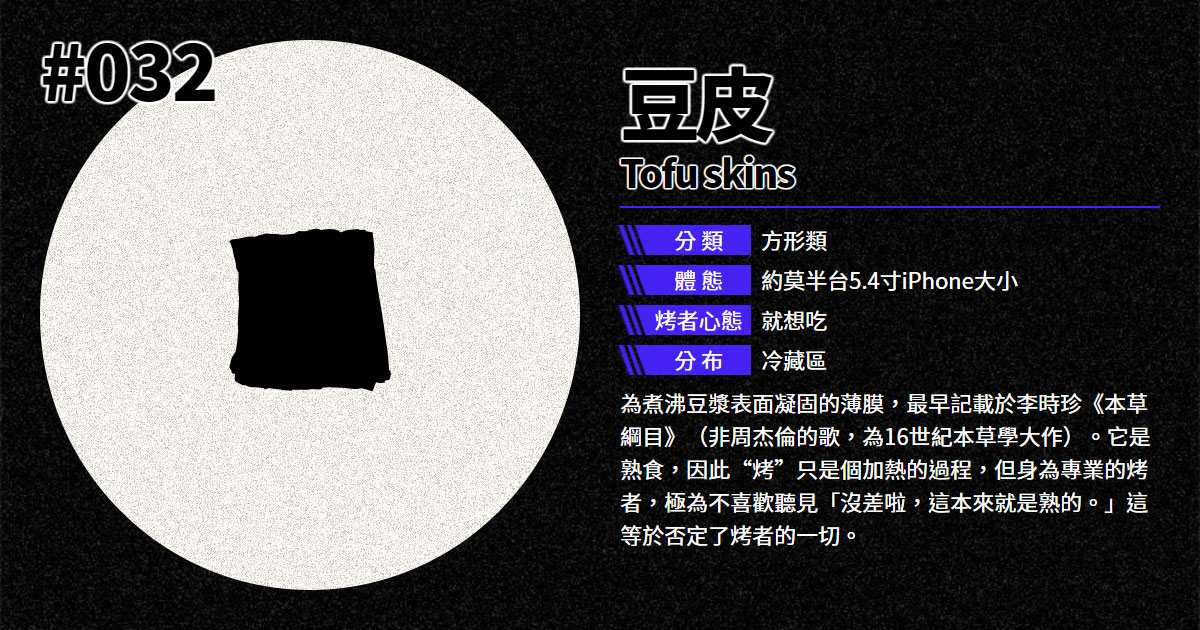 #032
豆皮
Tofu skins
分類 方形類
體態 約莫半台5.4寸iPhone大小
烤者心態 就想吃
分布 冷藏區
為煮沸豆漿表面凝固的薄膜，最早記載於李時珍《本草
綱目》（非周杰倫的歌，為16世紀本草學大作）。它是
熟食，因此“烤”只是個加熱的過程，但身為專業的烤
者，極為不喜歡聽見「沒差啦，這本來就是熟的。」這
等於否定了烤者的一切。